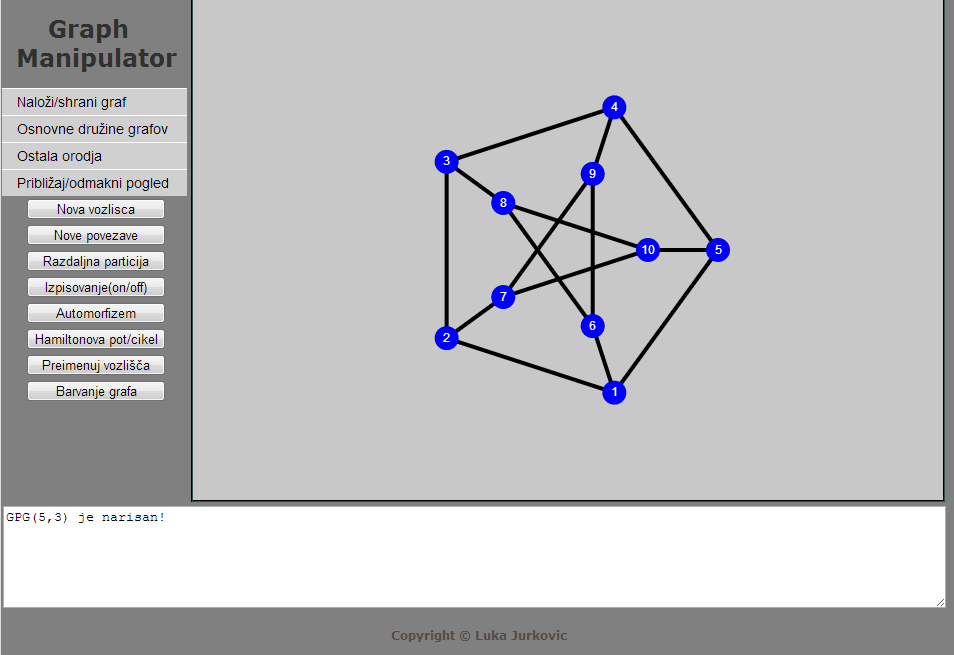 Graph
Manipulator
Naloži/shrani graf
Osnovne družine grafov
Ostala orodja
Približaj/odmakni pogled
Nova vozlisca
Nove povezave
Razdaljna particija
Izpisovanje(on/off)
Automorfizem
Hamiltonova pot/cikel
Preimenuj vozlišča
Barvanje grafa
4
3
9
8
10
5
7
6
2
1
GPG(5,3) je narisan!
Copyright © Luka Jurkovic